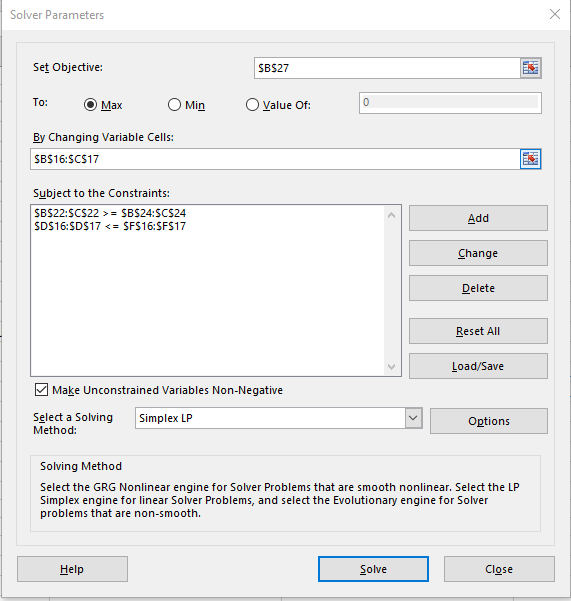 Solver Parameters
Set Objective:
$B$27
To:
Max
Min
Value Of:
0
By Changing Variable Cells:
$B$16:$C$17
Subject to the Constraints:
$B$22:$C$22 >= $B$24:$C$24
$D$16:$D$17 <= $F$16:$F$17
Add
Change
Delete
Reset All
Load/Save
Make Unconstrained Variables Non-Negative
Select a Solving
Method:
Simplex LP
Options
Solving Method
Select the GRG Nonlinear engine for Solver Problems that are smooth nonlinear. Select the LP
Simplex engine for linear Solver Problems, and select the Evolutionary engine for Solver
problems that are non-smooth.
Help
Solve
Close